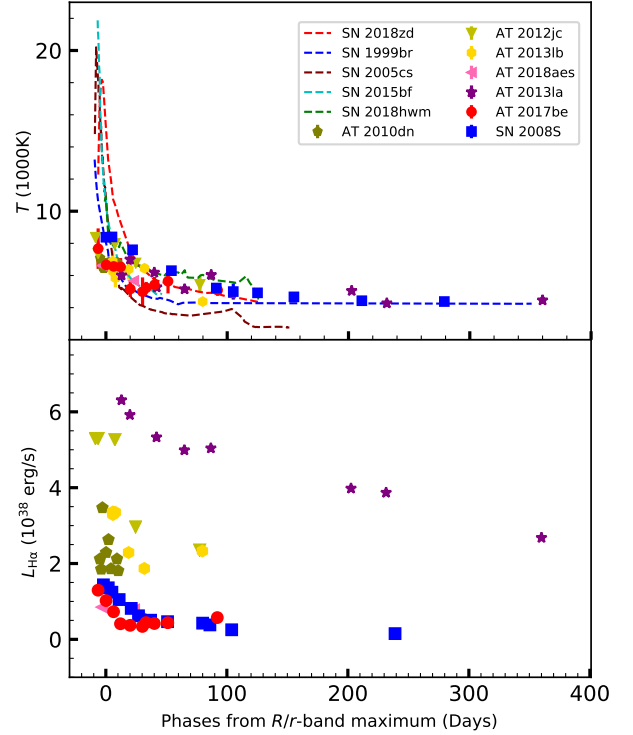 20
10
T (1000K)
SN 2018zd
SN 1999br
SN 2005cs
SN 2015bf
SN 2018hwm
AT 2010dn
AT 2012jc
AT 2013lb
AT 2018aes
AT 2013la
AT 2017be
SN 2008S
6
4
2
0
L_Hα (10^38 erg/s)
0 100 200 300 400
Phases from R/r-band maximum (Days)